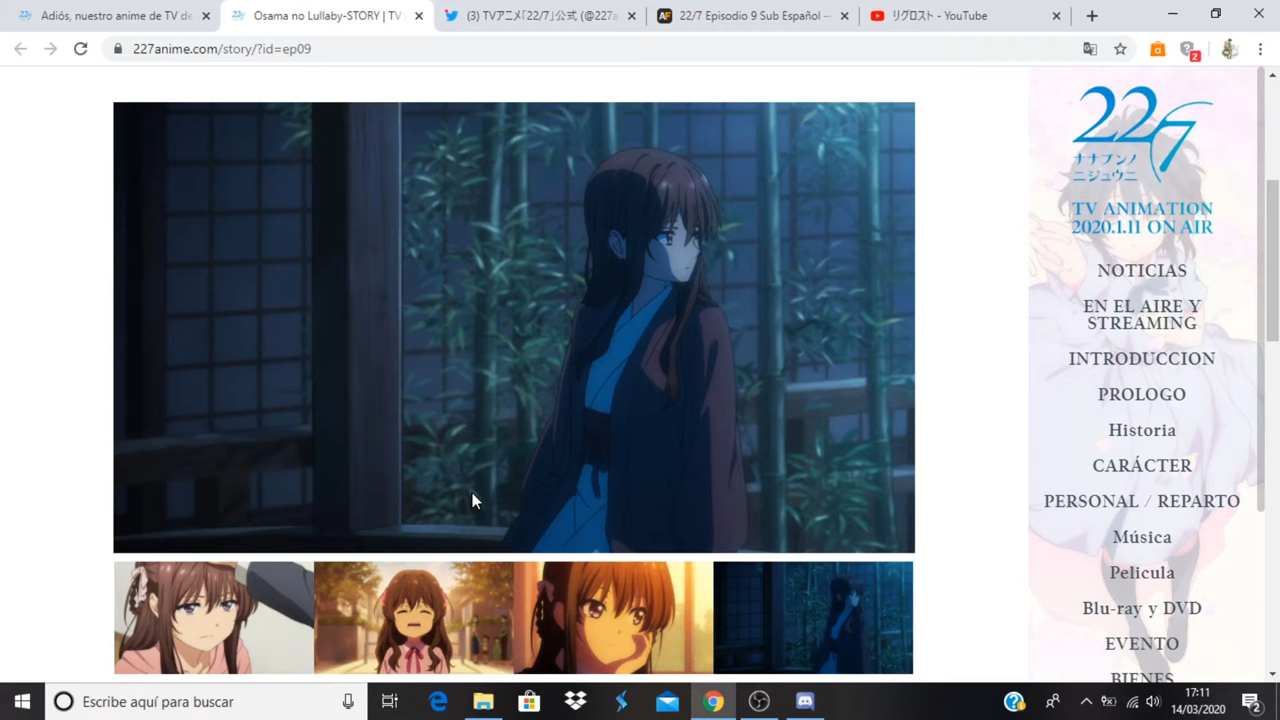 Adiós, nuestro anime de TV de
Osama no Lullaby-STORY | TV
(3) TVアニメ「22/7」公式 (@227a
22/7 Episodio 9 Sub Español —
リグロスト - YouTube
227anime.com/story/?id=ep09
2
22/7
ナナブンノ
ニジュウニ
TV ANIMATION
2020.1.11 ON AIR
NOTICIAS
EN EL AIRE Y
STREAMING
INTRODUCCION
PROLOGO
Historia
CARÁCTER
PERSONAL / REPARTO
Música
Pelicula
Blu-ray y DVD
EVENTO
BIENES
Escribe aquí para buscar
17:11
14/03/2020
2